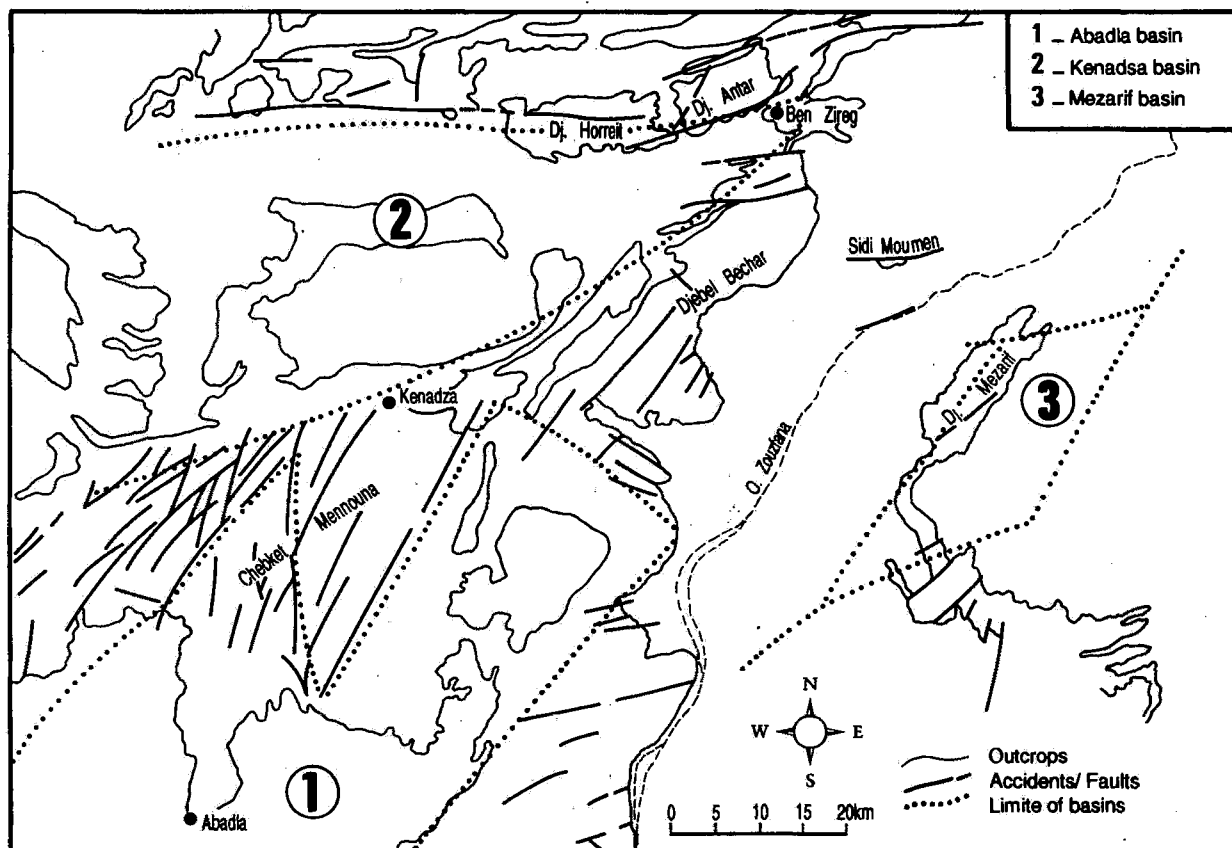 1 _ Abadla basin
2 _ Kenadsa basin
3 _ Mezarif basin
Dj. Antar
Ben Zireg
Dj. Horreit
2
Sidi Moumen
Djebel Bechar
Dj. Mezarif
3
Kenadza
O. Zouzfana
Mennouna
Chebket
N
W E
S
1
Abadla
0 5 10 15 20km
Outcrops
Accidents/ Faults
Limite of basins